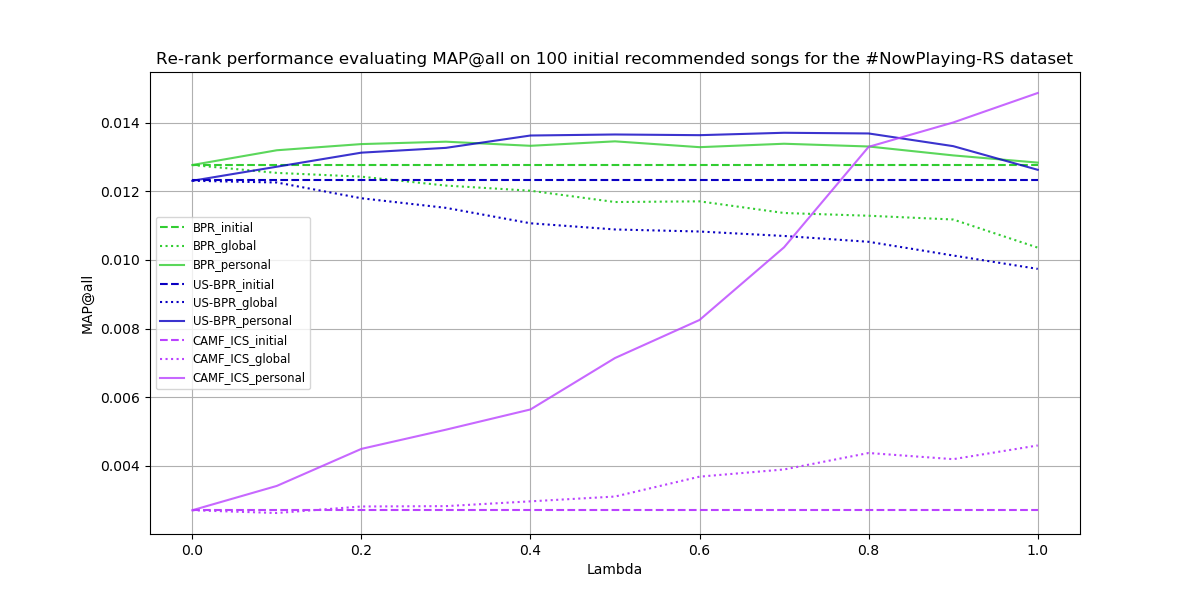 Re-rank performance evaluating MAP@all on 100 initial recommended songs for the #NowPlaying-RS dataset
0.014
0.012
0.010
0.008
0.006
0.004
MAP@all
BPR_initial
BPR_global
BPR_personal
US-BPR_initial
US-BPR_global
US-BPR_personal
CAMF_ICS_initial
CAMF_ICS_global
CAMF_ICS_personal
0.0 0.2 0.4 0.6 0.8 1.0
Lambda